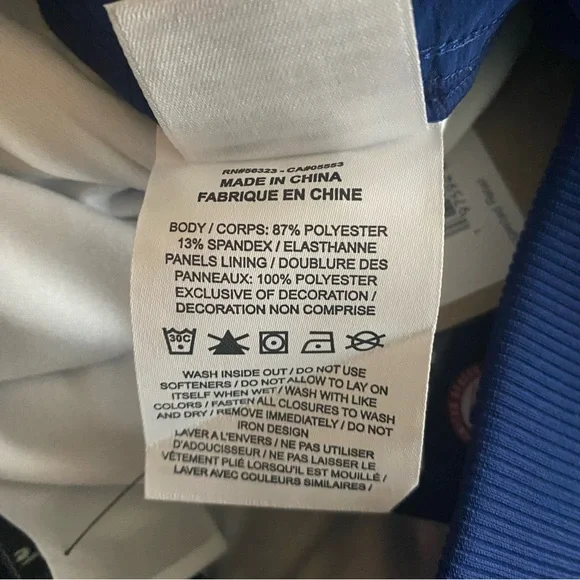 RN#56323 - CA#05553
MADE IN CHINA
FABRIQUE EN CHINE
BODY / CORPS: 87% POLYESTER
13% SPANDEX / ELASTHANNE
PANELS LINING / DOUBLURE DES
PANNEAUX: 100% POLYESTER
EXCLUSIVE OF DECORATION /
DECORATION NON COMPRISE
30C
WASH INSIDE OUT / DO NOT USE
SOFTENERS / DO NOT ALLOW TO LAY ON
ITSELF WHEN WET / WASH WITH LIKE
COLORS / FASTEN ALL CLOSURES TO WASH
AND DRY / REMOVE IMMEDIATELY / DO NOT
IRON DESIGN
LAVER A L'ENVERS / NE PAS UTILISER
D'ADOUCISSEUR / NE PAS LAISSER LE
VÊTEMENT PLIÉ LORSQU'IL EST MOUILLÉ /
LAVER AVEC COULEURS SIMILAIRES /